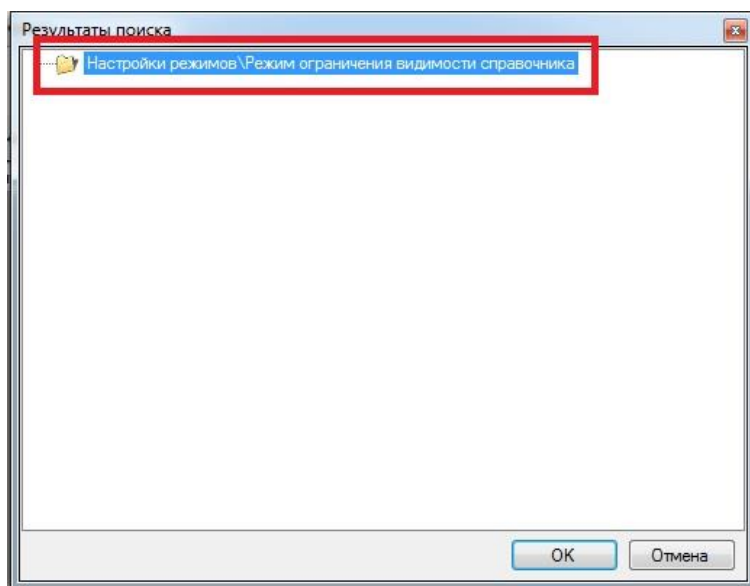 Результаты поиска
Настройки режимов\Режим ограничения видимости справочника
OK
Отмена